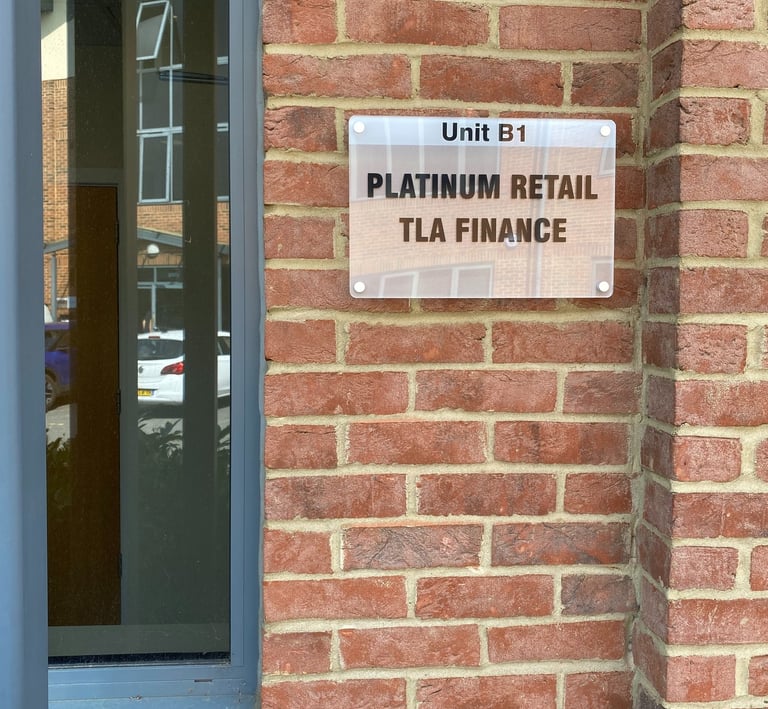 Unit B1
PLATINUM RETAIL
TLA FINANCE